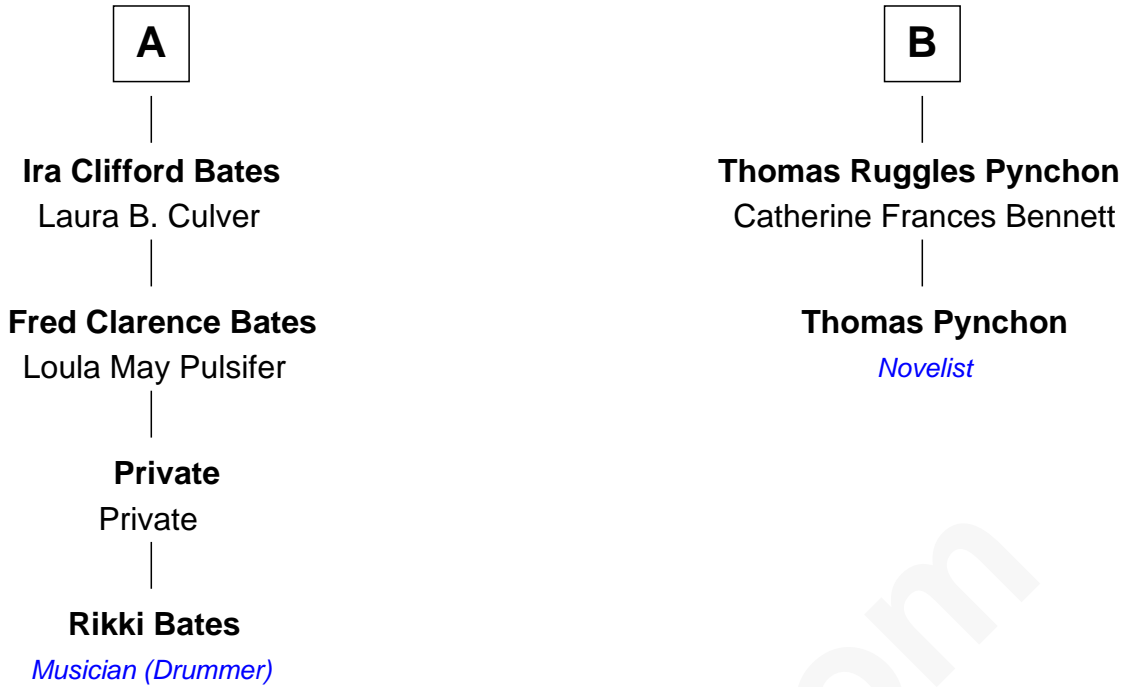 A
Ira Clifford Bates
Laura B. Culver
Fred Clarence Bates
Loula May Pulsifer
Private
Private
Rikki Bates
Musician (Drummer)
B
Thomas Ruggles Pynchon
Catherine Frances Bennett
Thomas Pynchon
Novelist
om